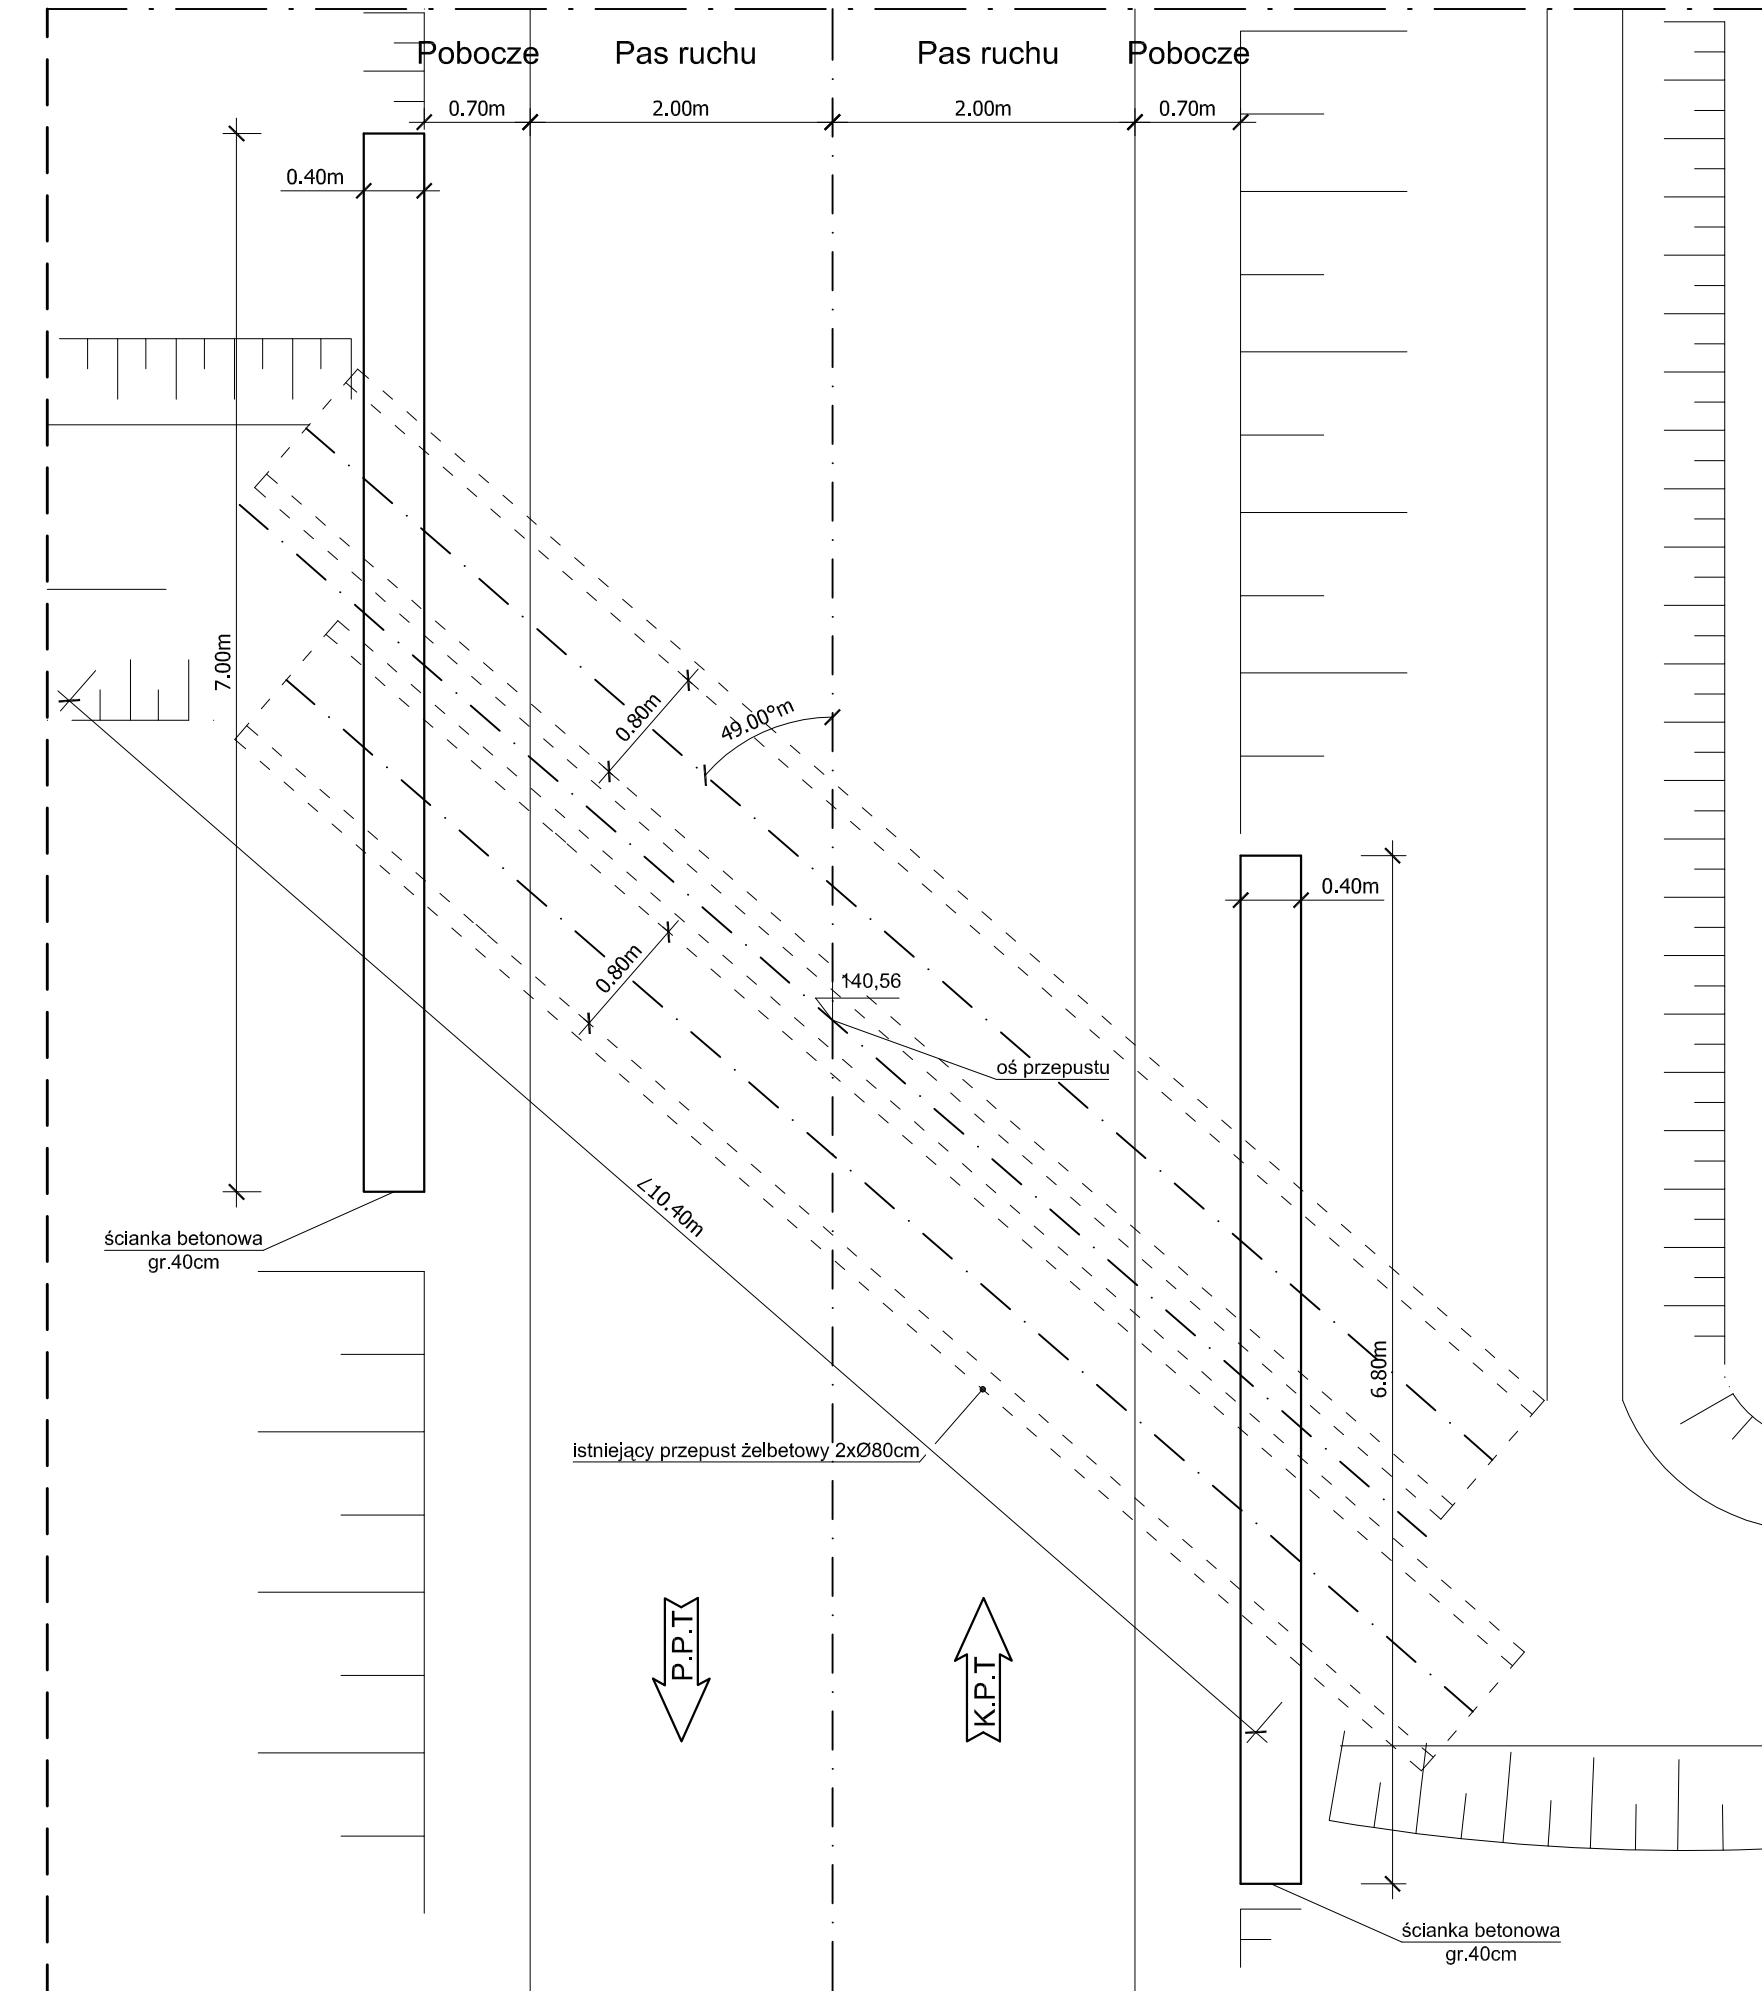 Pobocze
Pas ruchu
Pas ruchu
Pobocze
0.70m
2.00m
2.00m
0.70m
0.40m
7.00m
0.80m
49.00°m
0.40m
0.80m
140,56
oś przepustu
∠10.40m
ścianka betonowa
gr.40cm
6.80m
istniejący przepust żelbetowy 2xØ80cm
P.P.T
K.P.T
ścianka betonowa
gr.40cm